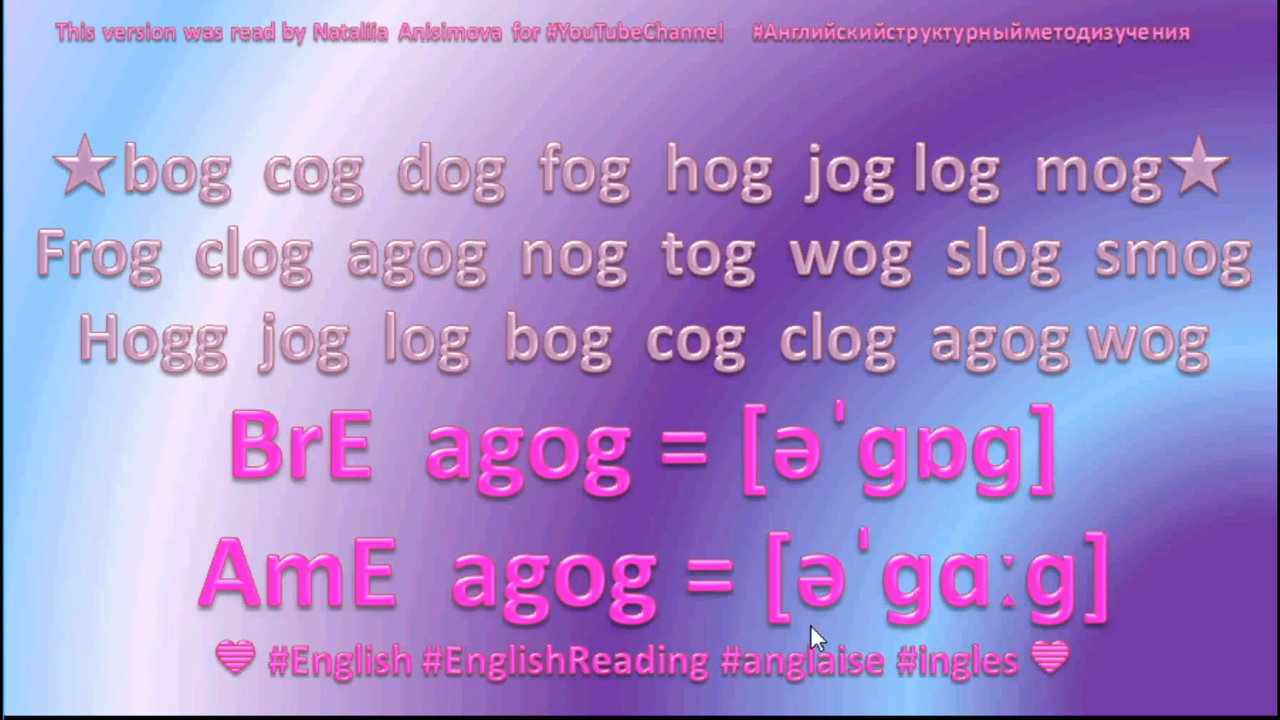 This version was read by Nataliia Anisimova for #YouTubeChannel #Английскийструктурныйметодизучения
★bog cog dog fog hog jog log mog★
Frog clog agog nog tog wog slog smog
Hogg jog log bog cog clog agog wog
BrE agog = [əˈgɒg]
AmE agog = [əˈgɑːg]
♥ #English #EnglishReading #anglaise #ingles ♥